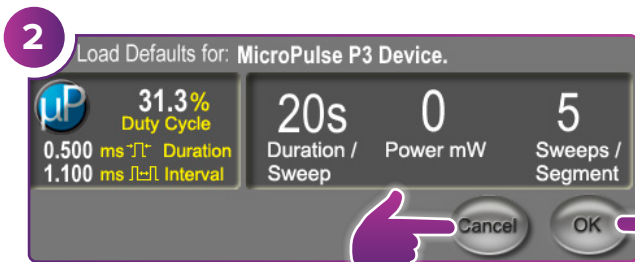 2
Load Defaults for: MicroPulse P3 Device.
µP
31.3%
Duty Cycle
0.500 ms Duration
1.100 ms Interval
20s
Duration /
Sweep
0
Power mW
5
Sweeps /
Segment
Cancel
OK